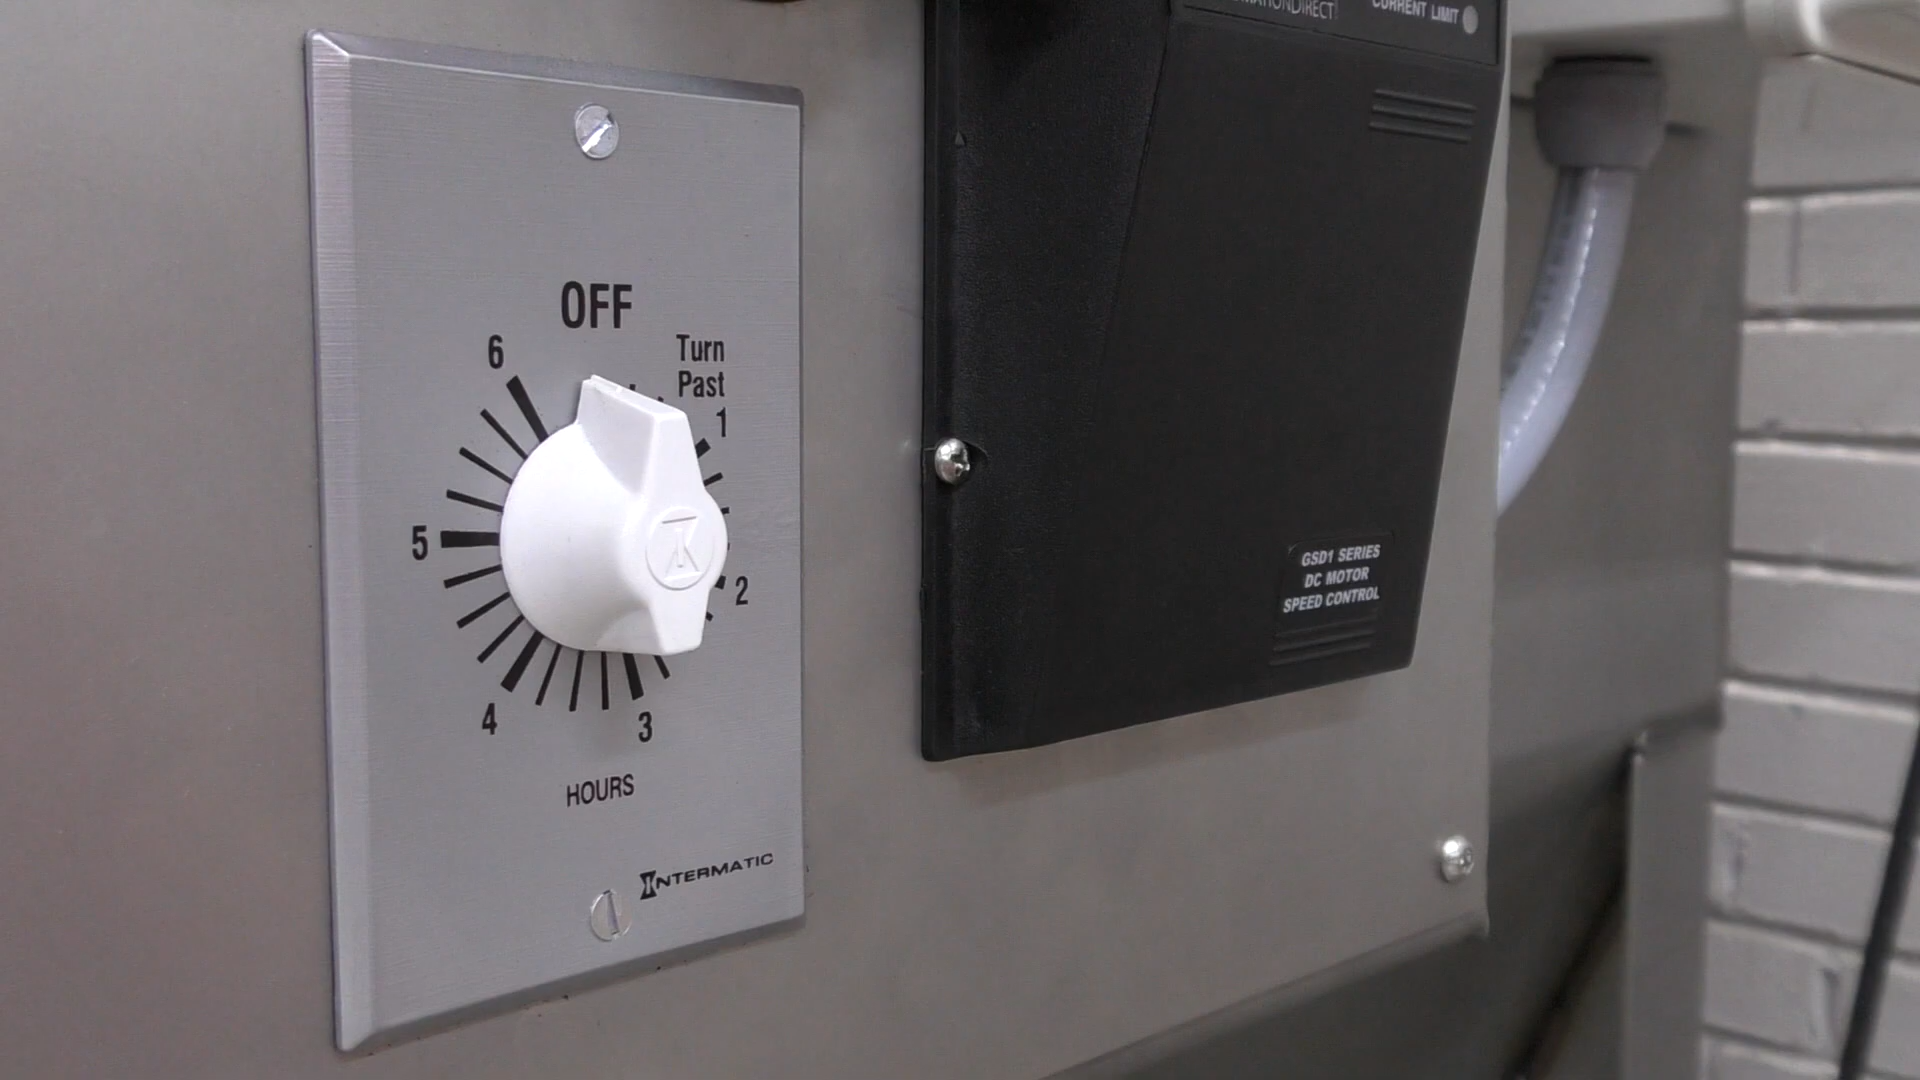 OFF
Turn
Past
6
1
5
2
4
3
HOURS
INTERMATIC
CURRENT LIMIT
GSD1 SERIES
DC MOTOR
SPEED CONTROL